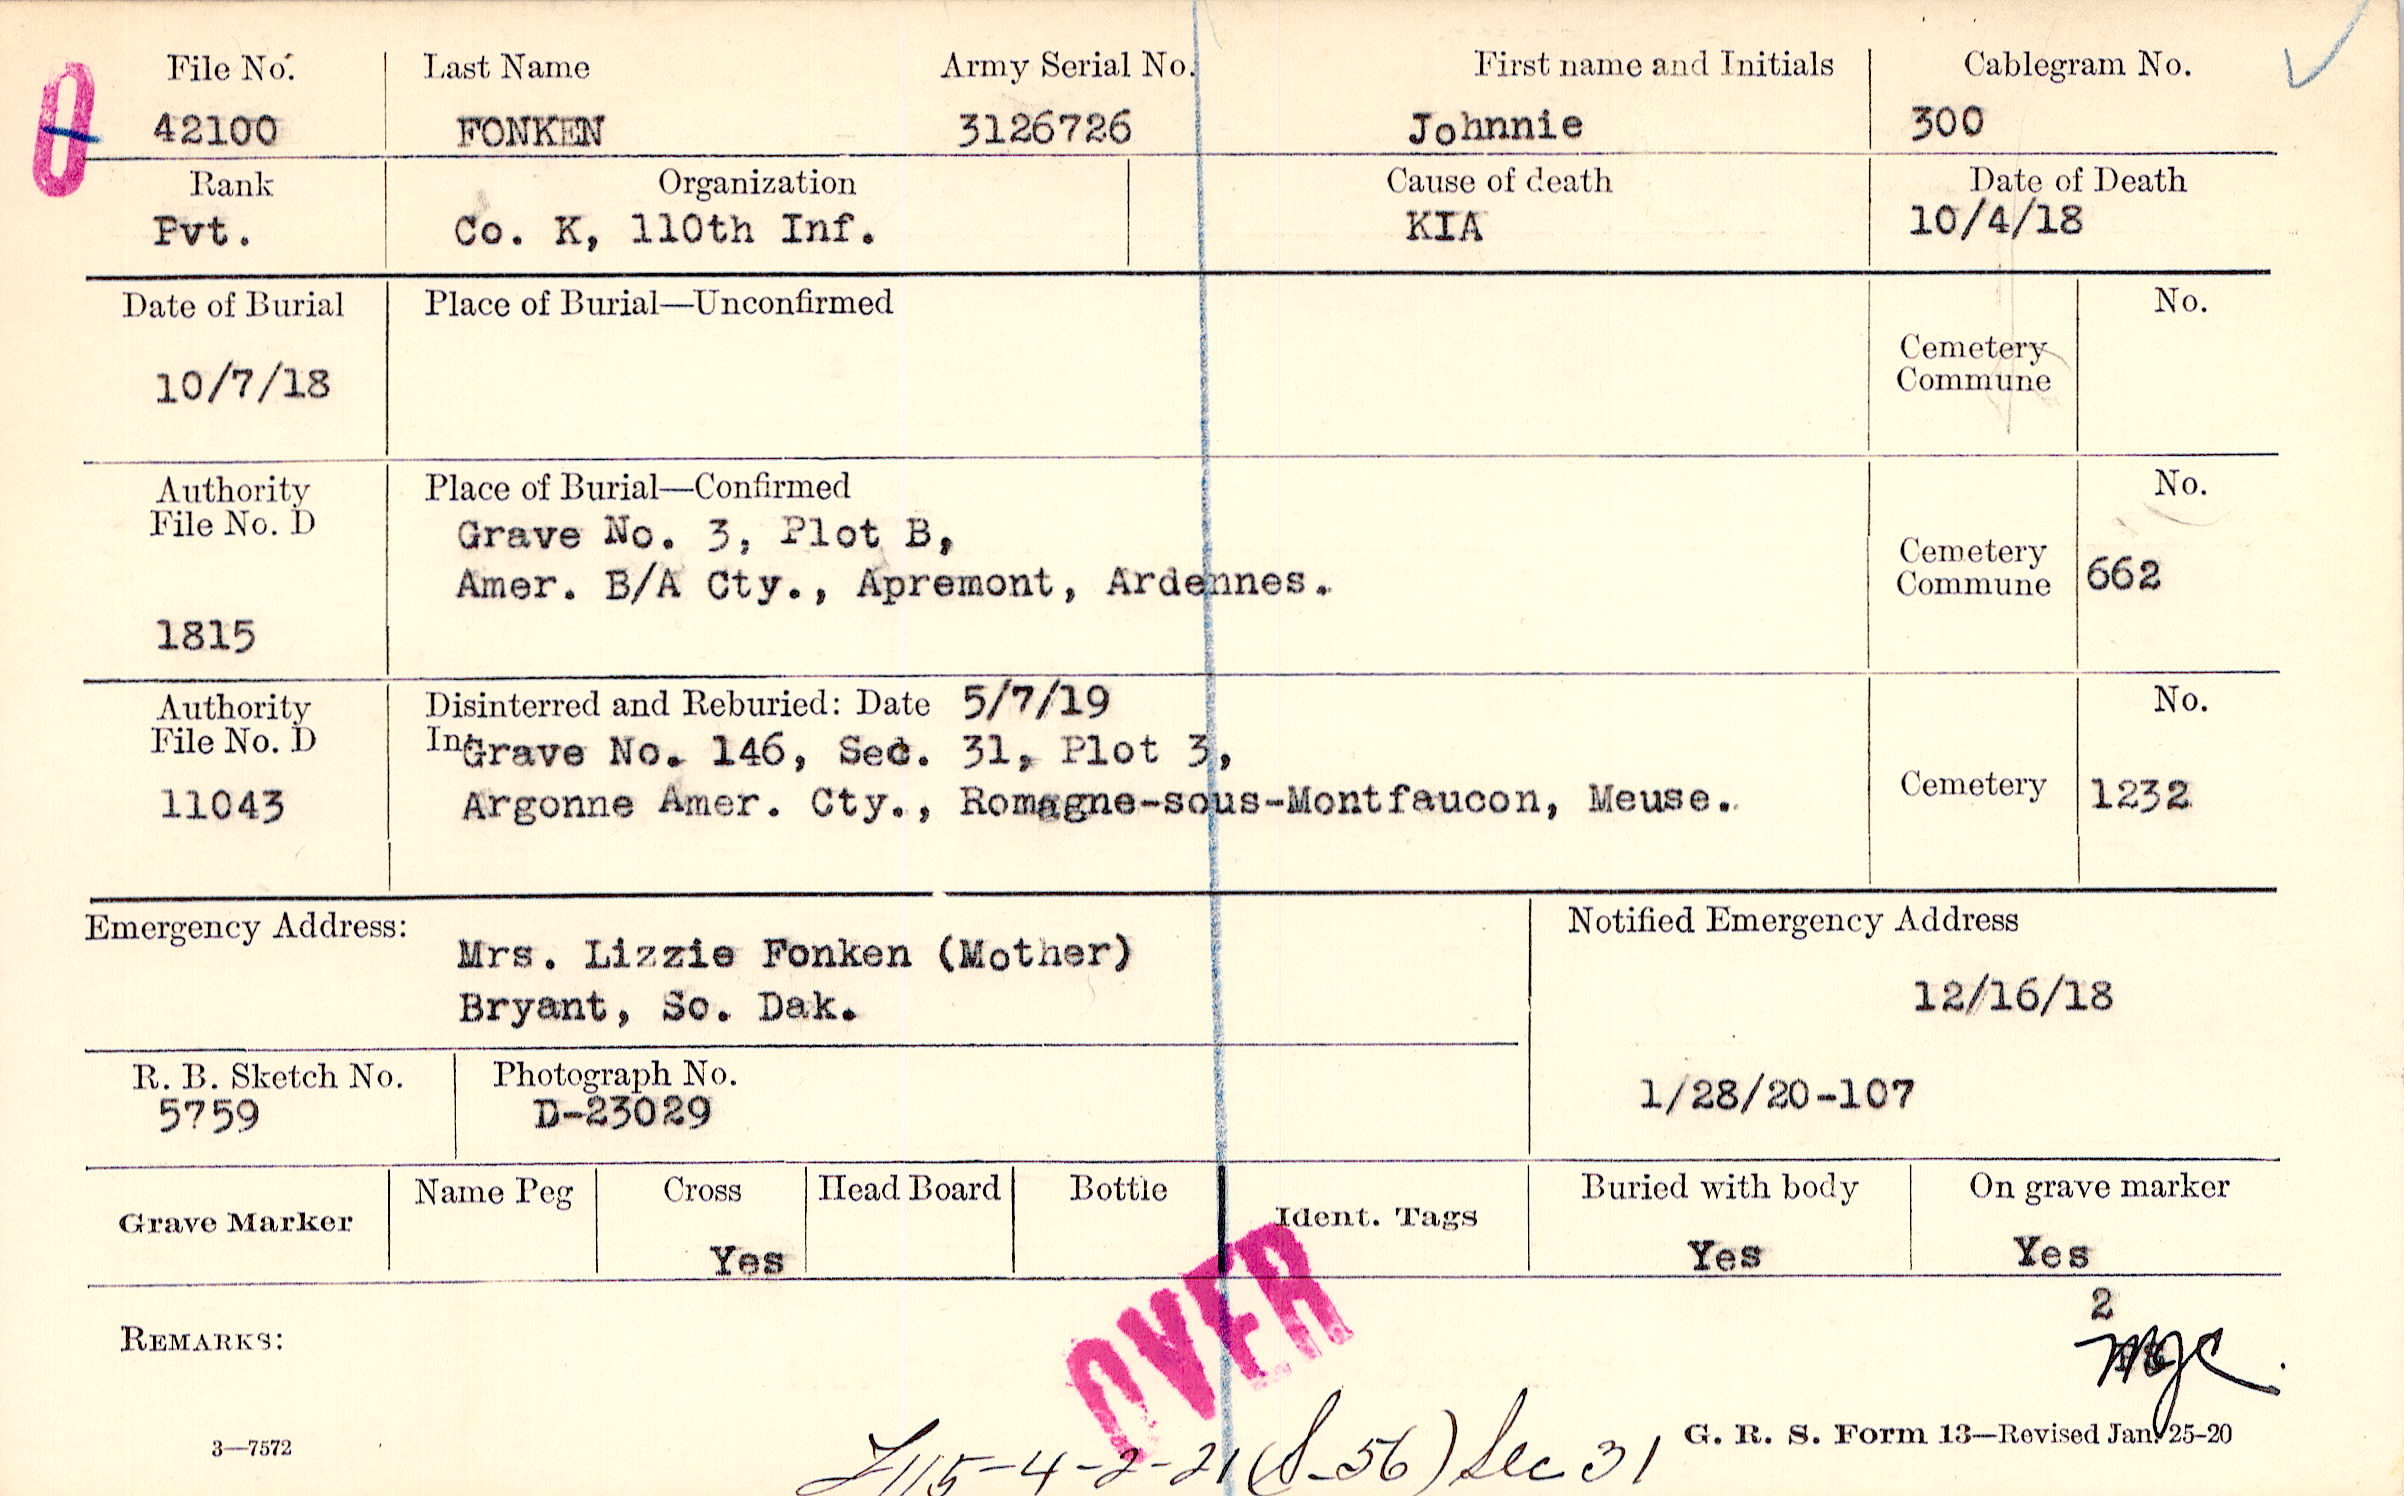 File No. Last Name Army Serial No. First name and Initials Cablegram No.
42100 FONKEN 3126726 Johnnie 300
Rank Organization Cause of death Date of Death
Pvt. Co. K, 110th Inf. KIA 10/4/18
Date of Burial Place of Burial—Unconfirmed No.
10/7/18
Cemetery
Commune
Authority Place of Burial—Confirmed No.
File No. D
Grave No. 3, Plot B,
Amer. B/A Cty., Apremont, Ardennes.
Cemetery
Commune 662
1815
Authority Disinterred and Reburied: Date 5/7/19 No.
File No. D
In Grave No. 146, Sec. 31, Plot 3,
11043 Argonne Amer. Cty., Romagne-sous-Montfaucon, Meuse. Cemetery 1232
Emergency Address: Notified Emergency Address
Mrs. Lizzie Fonken (Mother)
Bryant, So. Dak. 12/16/18
R. B. Sketch No. Photograph No.
5759 D-23029 1/28/20-107
Grave Marker Name Peg Cross Head Board Bottle Ident. Tags Buried with body On grave marker
Yes Yes Yes
2
REMARKS:
OVER
3—7572 G. R. S. Form 13—Revised Jan. 25-20
115-4-2-21 (S-56) Sec 31